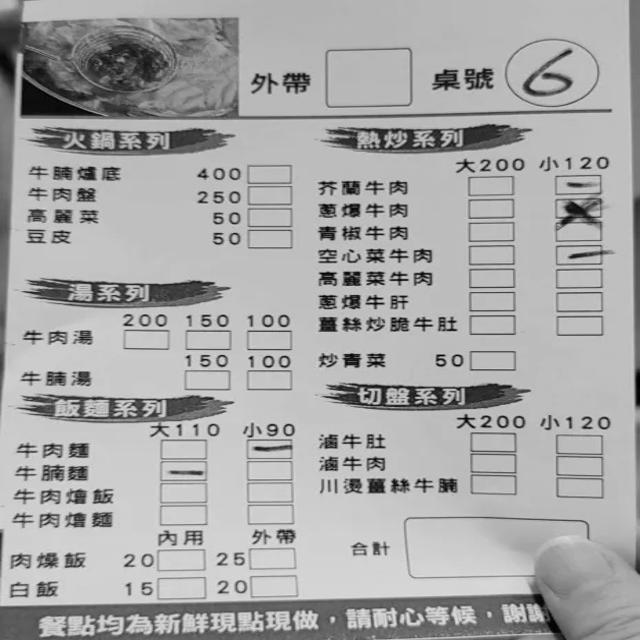 外帶 桌號 6
火鍋系列
牛腩爐底 400
牛肉盤 250
高麗菜 50
豆皮 50
湯系列
200 150 100
牛肉湯
150 100
牛腩湯
飯麵系列
大110 小90
牛肉麵
牛腩麵
牛肉燴飯
牛肉燴麵
內用 外帶
肉燥飯 20 25
白飯 15 20
熱炒系列
大200 小120
芥蘭牛肉
蔥爆牛肉
青椒牛肉
空心菜牛肉
高麗菜牛肉
蔥爆牛肝
薑絲炒脆牛肚
炒青菜 50
切盤系列
大200 小120
滷牛肚
滷牛肉
川燙薑絲牛腩
合計
餐點均為新鮮現點現做，請耐心等候，謝謝